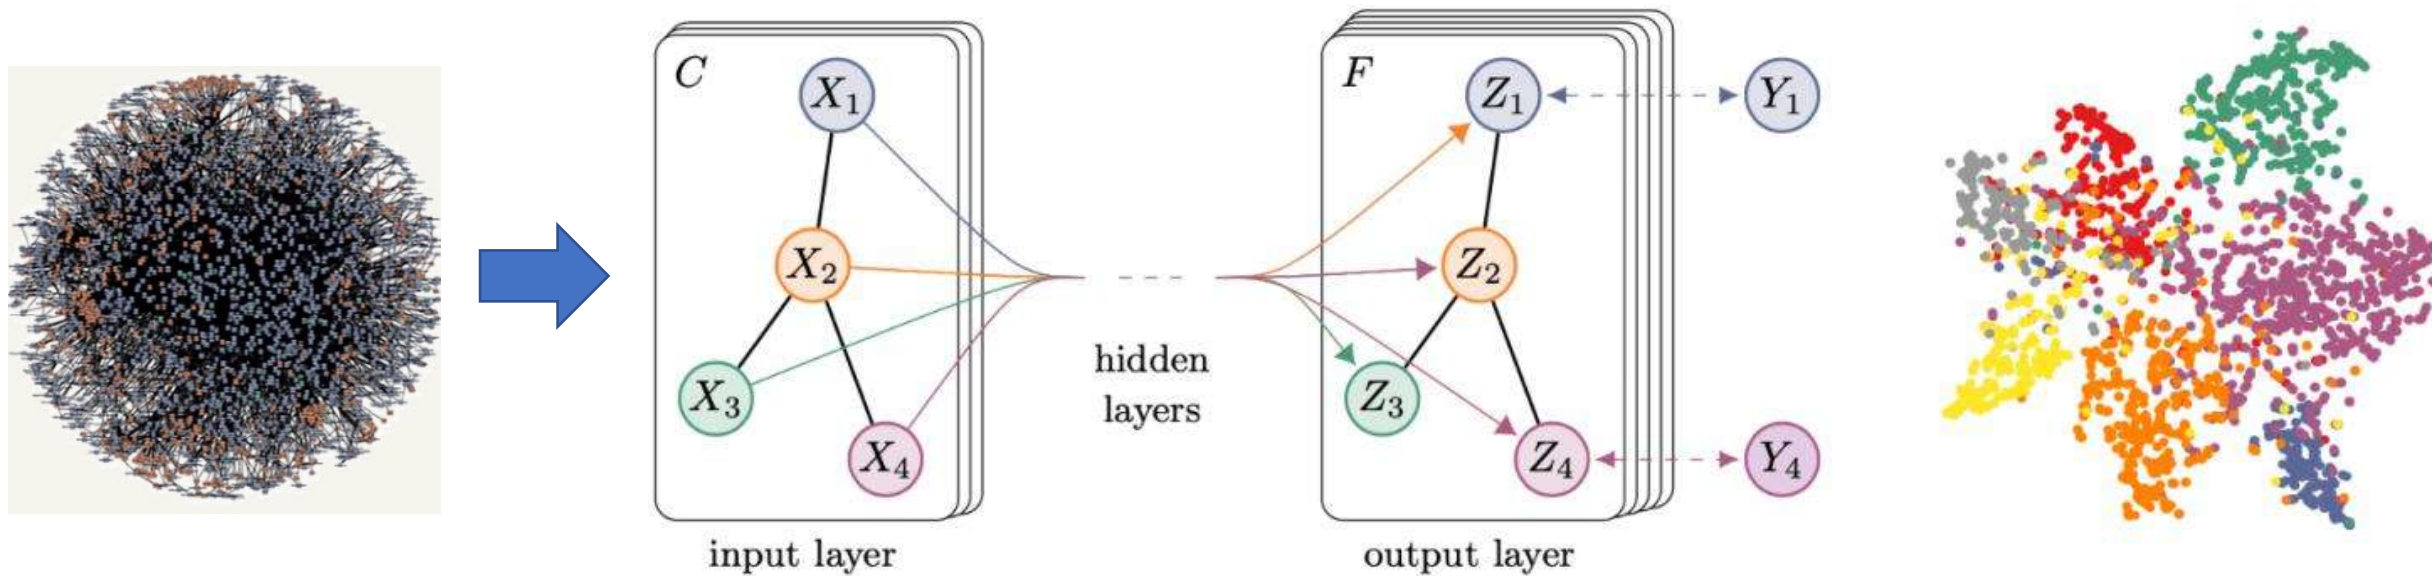 C
X₁
X₂
X₃
X₄
input layer
hidden
layers
F
Z₁
Z₂
Z₃
Z₄
output layer
Y₁
Y₄